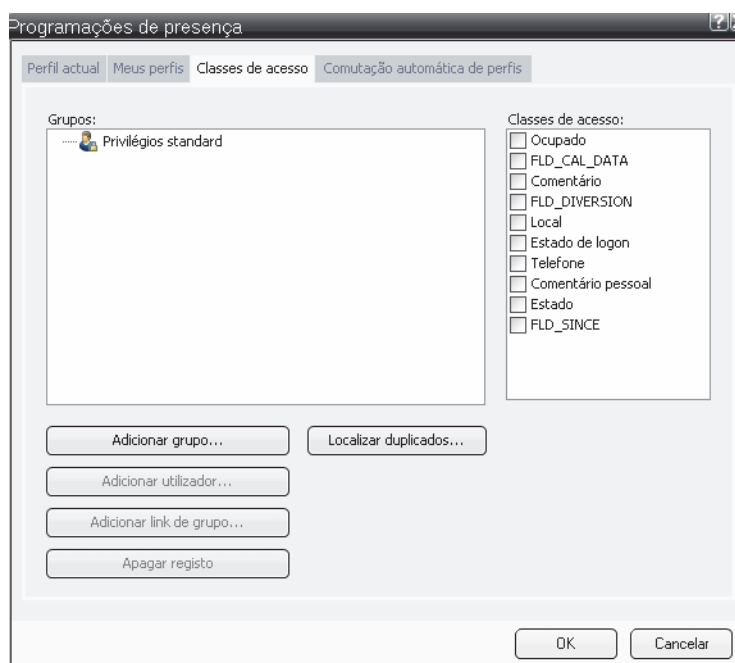 Programações de presença
Perfil actual Meus perfis Classes de acesso Comutação automática de perfis
Grupos:
Privilégios standard
Classes de acesso:
Ocupado
FLD_CAL_DATA
Comentário
FLD_DIVERSION
Local
Estado de logon
Telefone
Comentário pessoal
Estado
FLD_SINCE
Adicionar grupo...
Localizar duplicados...
Adicionar utilizador...
Adicionar link de grupo...
Apagar registo
OK
Cancelar